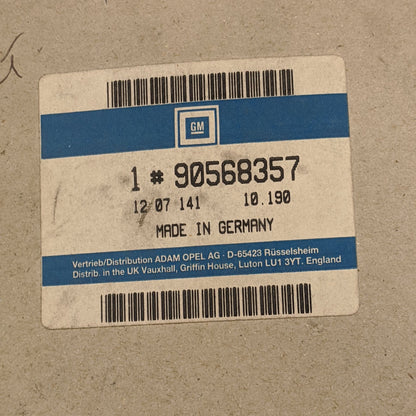 GM
1 # 90568357
12 07 141 10.190
MADE IN GERMANY
Vertrieb/Distribution ADAM OPEL AG · D-65423 Rüsselsheim
Distrib. in the UK Vauxhall, Griffin House, Luton LU1 3YT. England